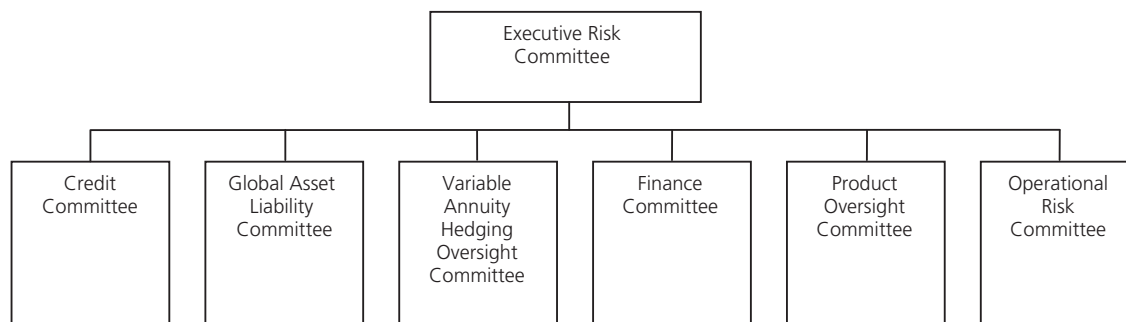 Executive Risk
Committee
Credit
Committee
Global Asset
Liability
Committee
Variable
Annuity
Hedging
Oversight
Committee
Finance
Committee
Product
Oversight
Committee
Operational
Risk
Committee